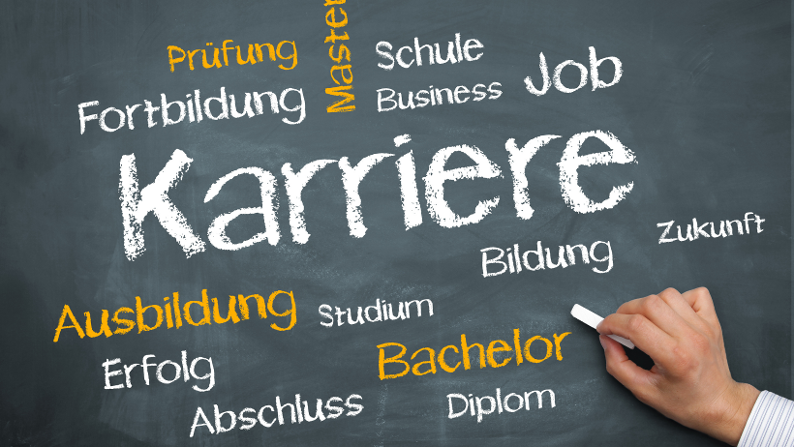 Prüfung
Master
Schule
Job
Fortbildung
Business
Karriere
Zukunft
Bildung
Ausbildung
Studium
Bachelor
Erfolg
Diplom
Abschluss